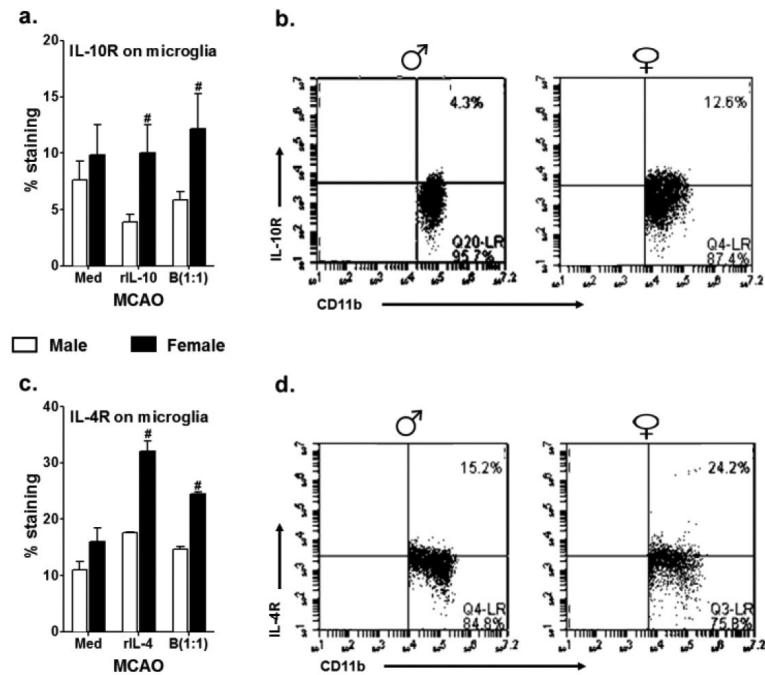 a.
IL-10R on microglia
% staining
20
15
10
5
0
#
#
Med
rIL-10
B(1:1)
MCAO
b.
♂
♀
4.3%
Q20-LR
95.7%
12.6%
Q4-LR
87.4%
IL-10R
CD11b
Male
Female
c.
IL-4R on microglia
% staining
40
30
20
10
0
#
#
Med
rIL-4
B(1:1)
MCAO
d.
♂
♀
15.2%
Q4-LR
84.8%
24.2%
Q3-LR
75.8%
IL-4R
CD11b